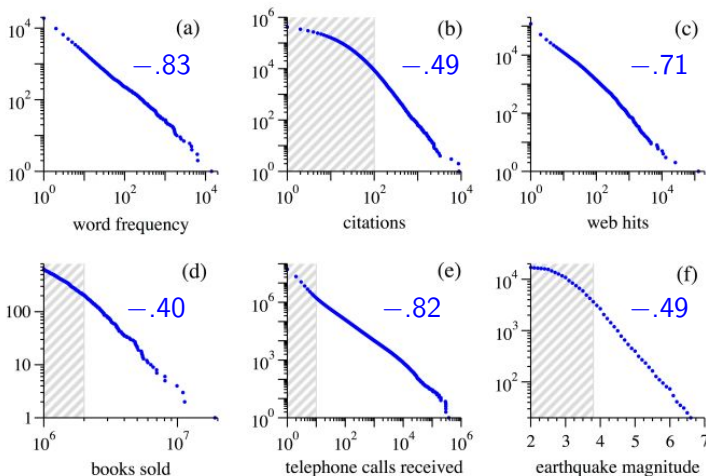 (a)
−.83
10^4
10^2
10^0
10^0 10^2 10^4
word frequency
(b)
−.49
10^6
10^4
10^2
10^0
10^0 10^2 10^4
citations
(c)
−.71
10^4
10^2
10^0
10^0 10^2 10^4
web hits
(d)
−.40
100
10
1
10^6 10^7
books sold
(e)
−.82
10^6
10^3
10^0
10^0 10^2 10^4 10^6
telephone calls received
(f)
−.49
10^4
10^3
10^2
2 3 4 5 6 7
earthquake magnitude